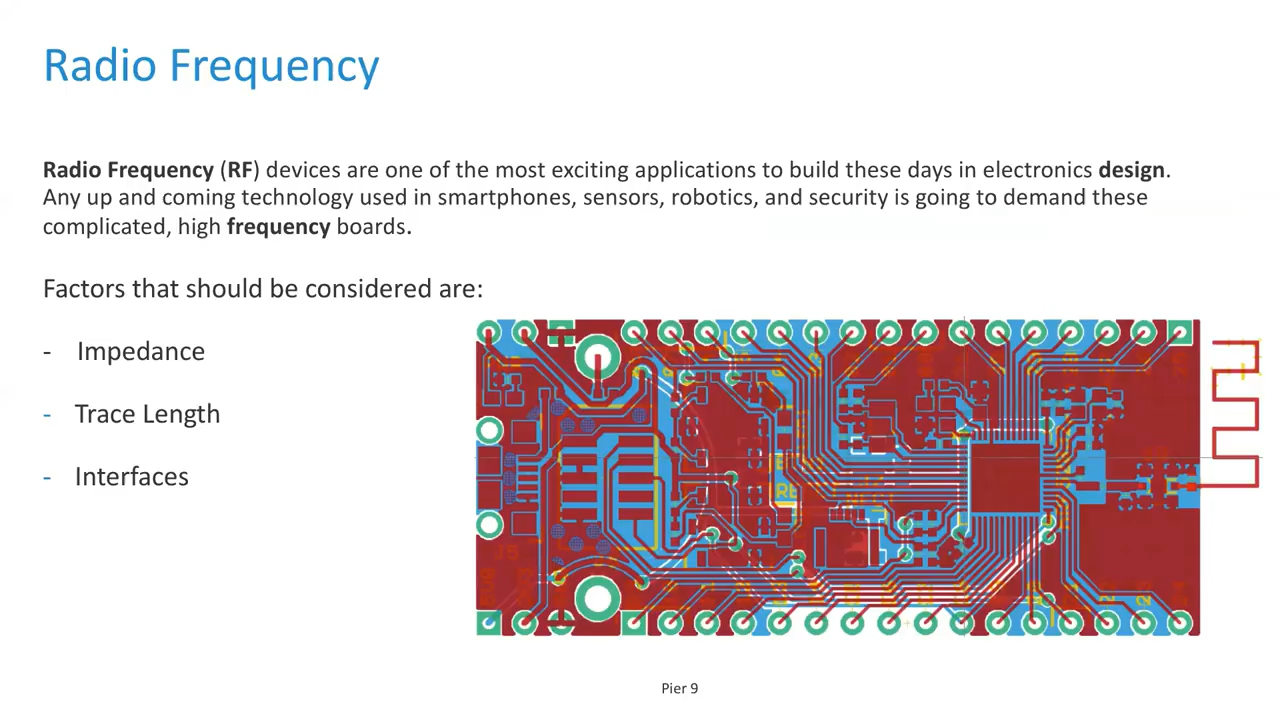 Radio Frequency
Radio Frequency (RF) devices are one of the most exciting applications to build these days in electronics design.
Any up and coming technology used in smartphones, sensors, robotics, and security is going to demand these
complicated, high frequency boards.
Factors that should be considered are:
- Impedance
- Trace Length
- Interfaces
Pier 9